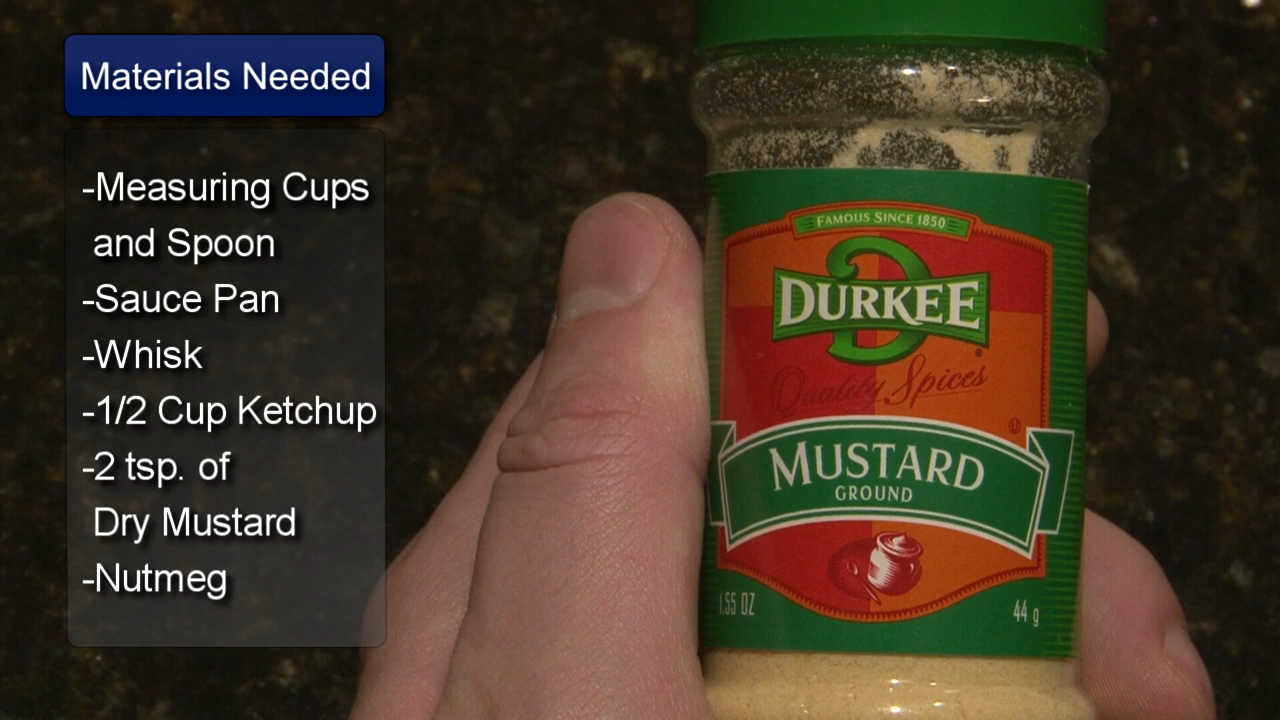 Materials Needed
-Measuring Cups
and Spoon
-Sauce Pan
-Whisk
-1/2 Cup Ketchup
-2 tsp. of
Dry Mustard
-Nutmeg
FAMOUS SINCE 1850
DURKEE
Quality Spices
MUSTARD
GROUND
1.55 OZ
44 g